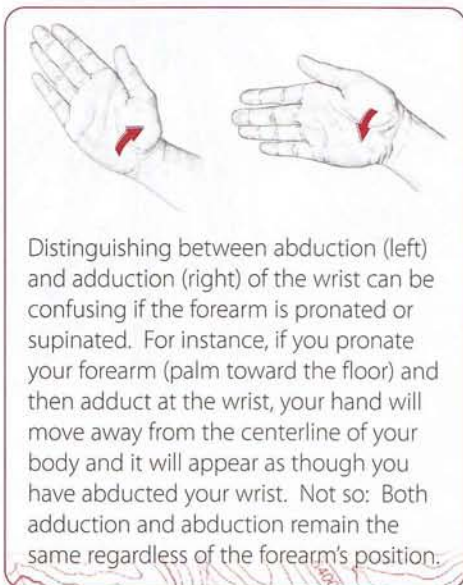 Distinguishing between abduction (left)
and adduction (right) of the wrist can be
confusing if the forearm is pronated or
supinated. For instance, if you pronate
your forearm (palm toward the floor) and
then adduct at the wrist, your hand will
move away from the centerline of your
body and it will appear as though you
have abducted your wrist. Not so: Both
adduction and abduction remain the
same regardless of the forearm's position.